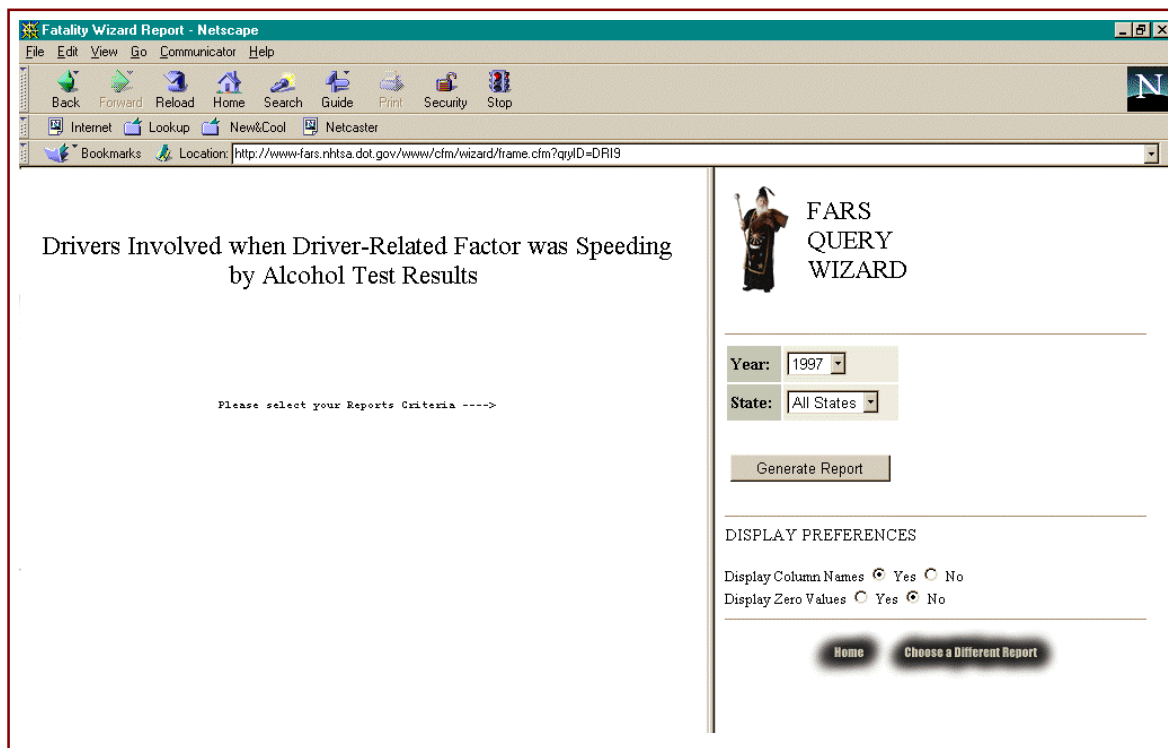 Fatality Wizard Report - Netscape
File Edit View Go Communicator Help
Back Forward Reload Home Search Guide Print Security Stop
N
Internet Lookup New&Cool Netcaster
Bookmarks Location: http://www-fars.nhtsa.dot.gov/www/cfm/wizard/frame.cfm?qryID=DRI9
Drivers Involved when Driver-Related Factor was Speeding
by Alcohol Test Results
Please select your Reports Criteria ---->
FARS
QUERY
WIZARD
Year: 1997
State: All States
Generate Report
DISPLAY PREFERENCES
Display Column Names Yes No
Display Zero Values Yes No
Home Choose a Different Report